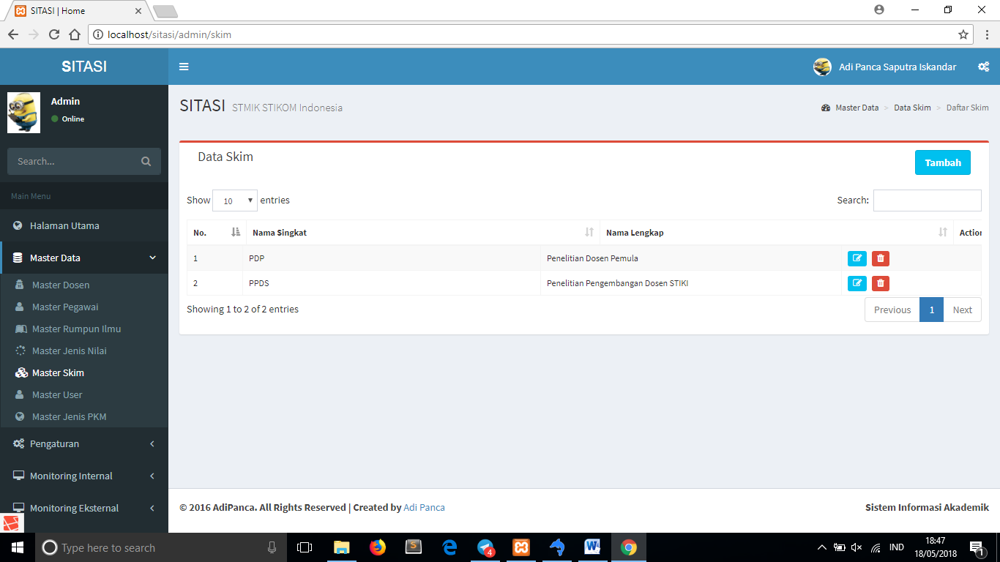 SITASI | Home
localhost/sitasi/admin/skim
SITASI
Adi Panca Saputra Iskandar
Admin
Online
SITASI STMIK STIKOM Indonesia
Master Data > Data Skim > Daftar Skim
Search...
Main Menu
Halaman Utama
Master Data
Master Dosen
Master Pegawai
Master Rumpun Ilmu
Master Jenis Nilai
Master Skim
Master User
Master Jenis PKM
Pengaturan
Monitoring Internal
Monitoring Eksternal
Data Skim
Tambah
Show 10 entries
Search:
No. Nama Singkat Nama Lengkap Action
1 PDP Penelitian Dosen Pemula
2 PPDS Penelitian Pengembangan Dosen STIKI
Showing 1 to 2 of 2 entries
Previous 1 Next
© 2016 AdiPanca. All Rights Reserved | Created by Adi Panca
Sistem Informasi Akademik
Type here to search
4
IND
18:47
18/05/2018
1